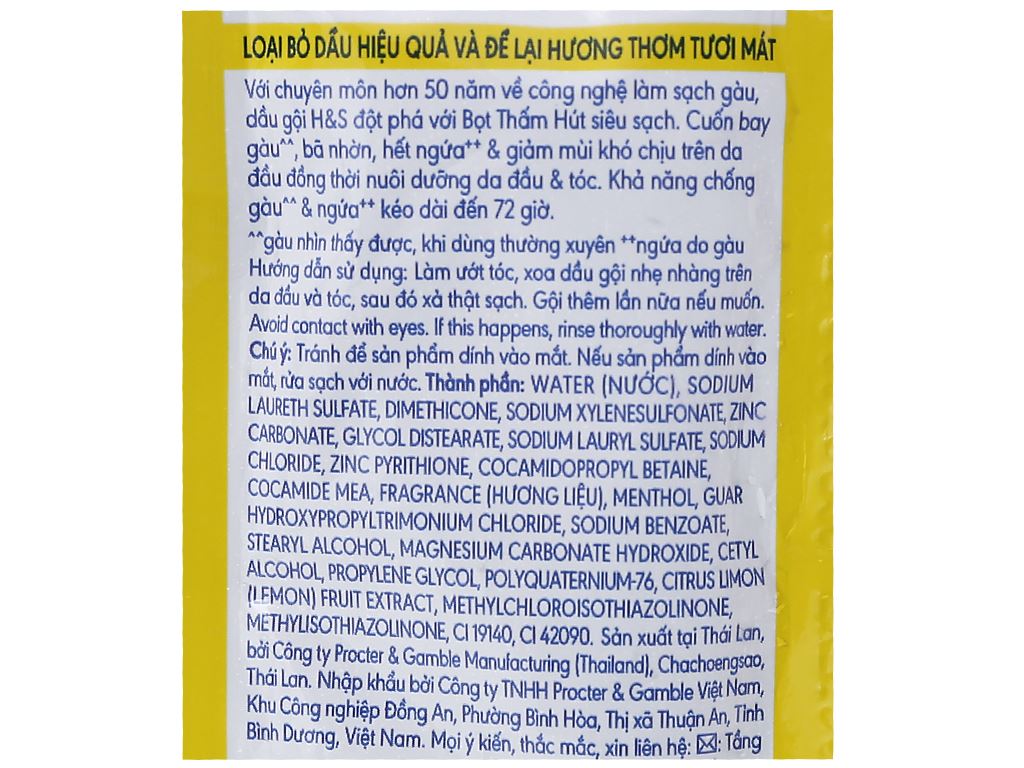 LOẠI BỎ DẦU HIỆU QUẢ VÀ ĐỂ LẠI HƯƠNG THƠM TƯƠI MÁT
Với chuyên môn hơn 50 năm về công nghệ làm sạch gàu,
dầu gội H&S đột phá với Bọt Thấm Hút siêu sạch. Cuốn bay
gàu^^, bã nhờn, hết ngứa⁺⁺ & giảm mùi khó chịu trên da
đầu đồng thời nuôi dưỡng da đầu & tóc. Khả năng chống
gàu^^ & ngứa⁺⁺ kéo dài đến 72 giờ.
^^gàu nhìn thấy được, khi dùng thường xuyên ⁺⁺ngứa do gàu
Hướng dẫn sử dụng: Làm ướt tóc, xoa dầu gội nhẹ nhàng trên
da đầu và tóc, sau đó xả thật sạch. Gội thêm lần nữa nếu muốn.
Avoid contact with eyes. If this happens, rinse thoroughly with water.
Chú ý: Tránh để sản phẩm dính vào mắt. Nếu sản phẩm dính vào
mắt, rửa sạch với nước. Thành phần: WATER (NƯỚC), SODIUM
LAURETH SULFATE, DIMETHICONE, SODIUM XYLENESULFONATE, ZINC
CARBONATE, GLYCOL DISTEARATE, SODIUM LAURYL SULFATE, SODIUM
CHLORIDE, ZINC PYRITHIONE, COCAMIDOPROPYL BETAINE,
COCAMIDE MEA, FRAGRANCE (HƯƠNG LIỆU), MENTHOL, GUAR
HYDROXYPROPYLTRIMONIUM CHLORIDE, SODIUM BENZOATE,
STEARYL ALCOHOL, MAGNESIUM CARBONATE HYDROXIDE, CETYL
ALCOHOL, PROPYLENE GLYCOL, POLYQUATERNIUM-76, CITRUS LIMON
(LEMON) FRUIT EXTRACT, METHYLCHLOROISOTHIAZOLINONE,
METHYLISOTHIAZOLINONE, CI 19140, CI 42090. Sản xuất tại Thái Lan,
bởi Công ty Procter & Gamble Manufacturing (Thailand), Chachoengsao,
Thái Lan. Nhập khẩu bởi Công ty TNHH Procter & Gamble Việt Nam,
Khu Công nghiệp Đồng An, Phường Bình Hòa, Thị xã Thuận An, Tỉnh
Bình Dương, Việt Nam. Mọi ý kiến, thắc mắc, xin liên hệ: ✉: Tầng